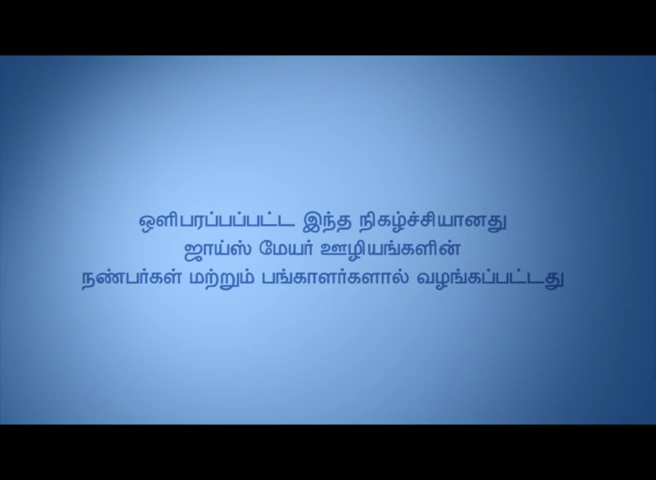 ஒளிபரப்பப்பட்ட இந்த நிகழ்ச்சியானது
ஜாய்ஸ் மேயர் ஊழியங்களின்
நண்பர்கள் மற்றும் பங்காளர்களால் வழங்கப்பட்டது